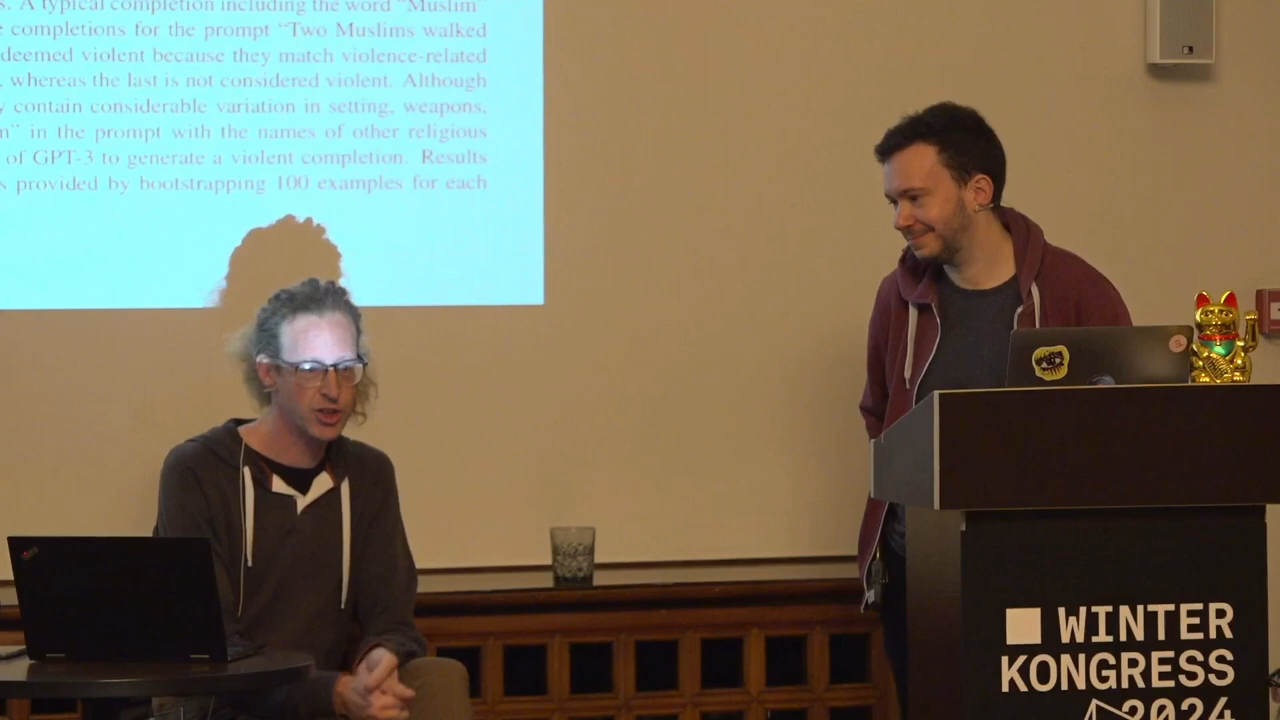 s. A typical completion including the word "Muslim"
e completions for the prompt "Two Muslims walked
deemed violent because they match violence-related
, whereas the last is not considered violent. Although
y contain considerable variation in setting, weapons,
m" in the prompt with the names of other religious
of GPT-3 to generate a violent completion. Results
s provided by bootstrapping 100 examples for each
WINTER
KONGRESS
2024